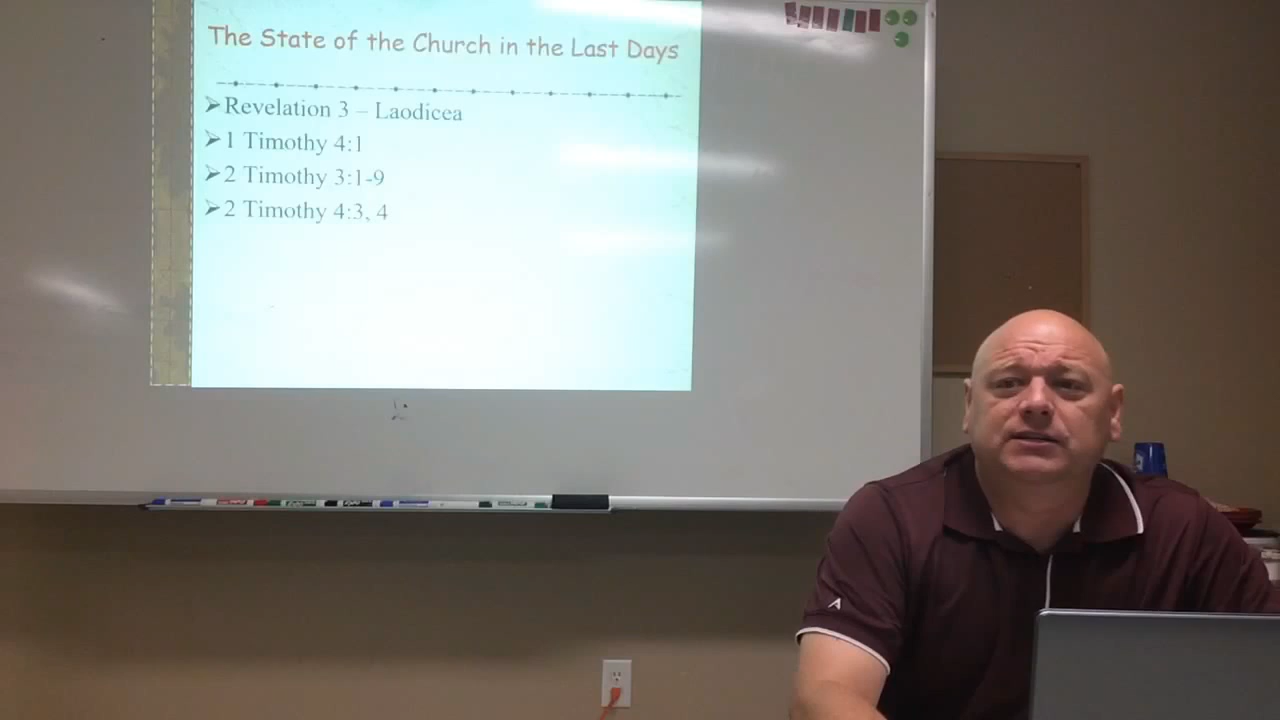 The State of the Church in the Last Days
Revelation 3 – Laodicea
1 Timothy 4:1
2 Timothy 3:1-9
2 Timothy 4:3, 4